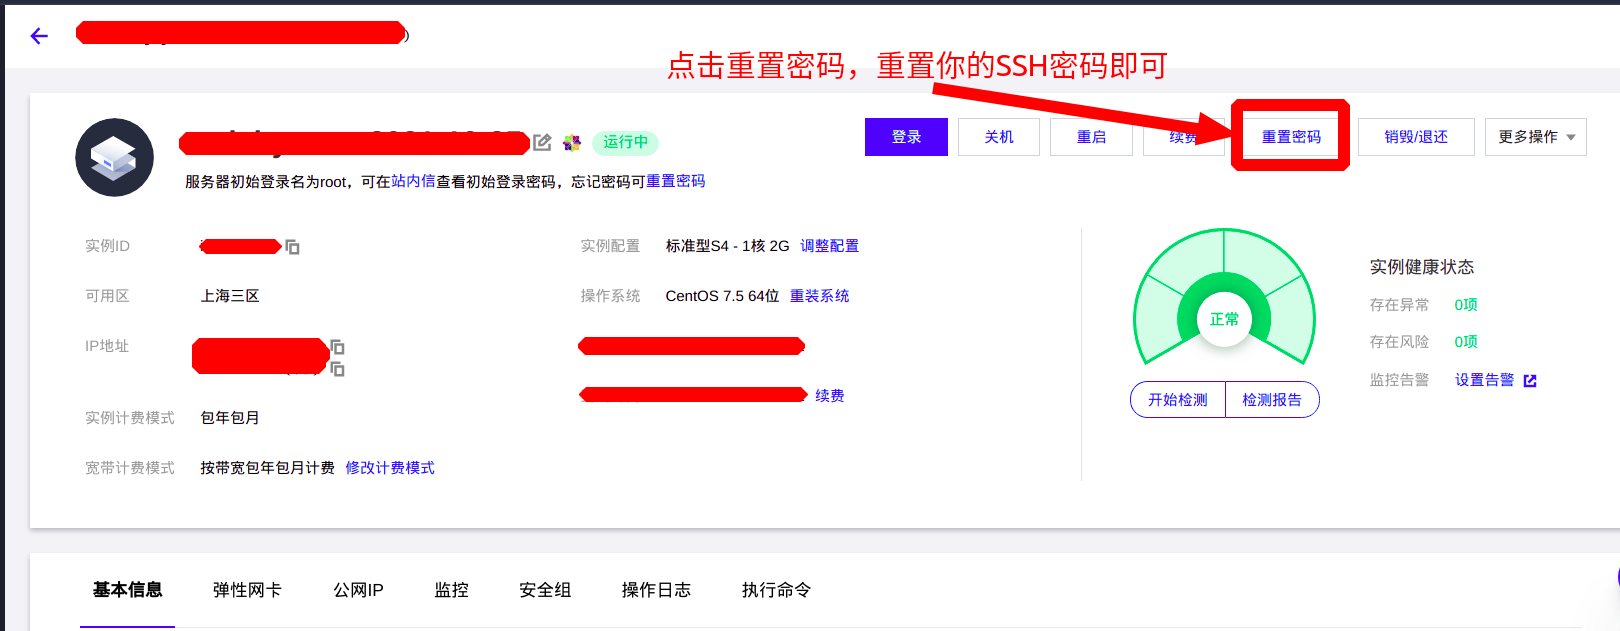 点击重置密码，重置你的SSH密码即可
运行中
登录 关机 重启 续费 重置密码 销毁/退还 更多操作
服务器初始登录名为root，可在站内信查看初始登录密码，忘记密码可重置密码
实例ID
实例配置 标准型S4 - 1核 2G 调整配置
可用区 上海三区
操作系统 CentOS 7.5 64位 重装系统
IP地址
续费
实例计费模式 包年包月
宽带计费模式 按带宽包年包月计费 修改计费模式
正常
开始检测 检测报告
实例健康状态
存在异常 0项
存在风险 0项
监控告警 设置告警
基本信息 弹性网卡 公网IP 监控 安全组 操作日志 执行命令